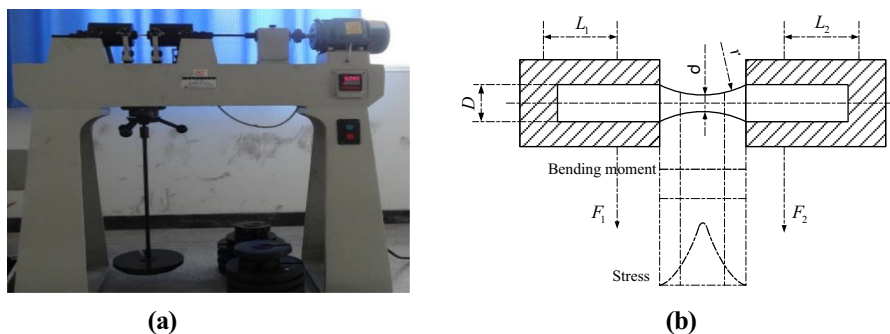 L₁
L₂
d
r
D
Bending moment
F₁
F₂
Stress
(a)
(b)